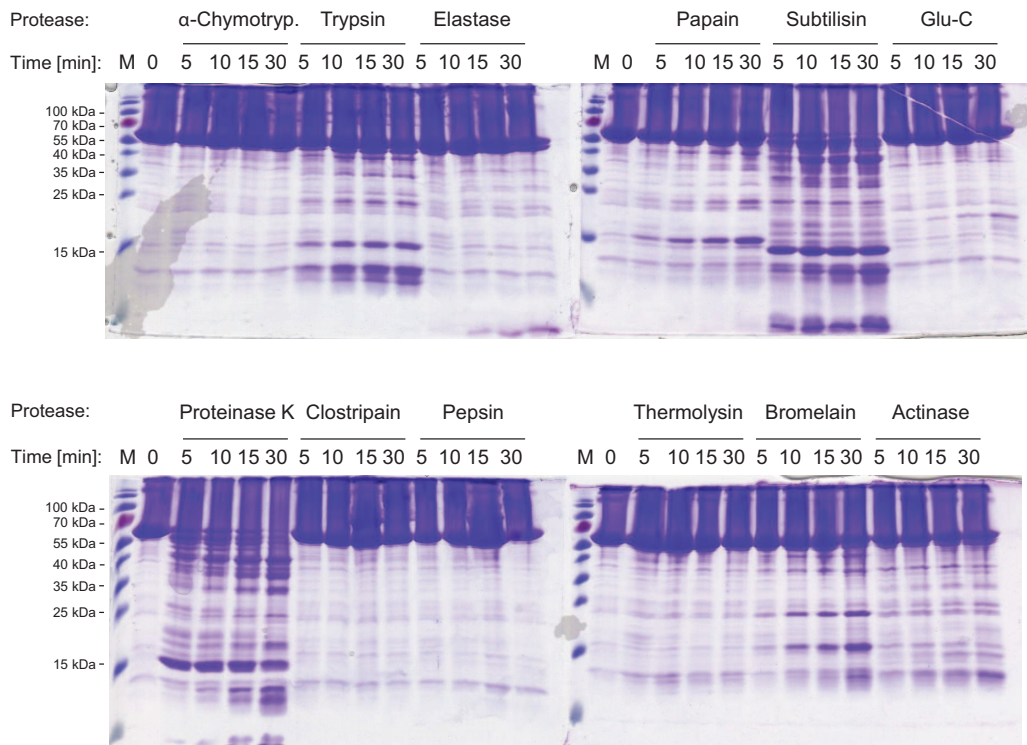 Protease: α-Chymotryp. Trypsin Elastase Papain Subtilisin Glu-C
Time [min]: M 0 5 10 15 30 5 10 15 30 5 10 15 30 M 0 5 10 15 30 5 10 15 30 5 10 15 30
100 kDa
70 kDa
55 kDa
40 kDa
35 kDa
25 kDa
15 kDa
Protease: Proteinase K Clostripain Pepsin Thermolysin Bromelain Actinase
Time [min]: M 0 5 10 15 30 5 10 15 30 5 10 15 30 M 0 5 10 15 30 5 10 15 30 5 10 15 30
100 kDa
70 kDa
55 kDa
40 kDa
35 kDa
25 kDa
15 kDa